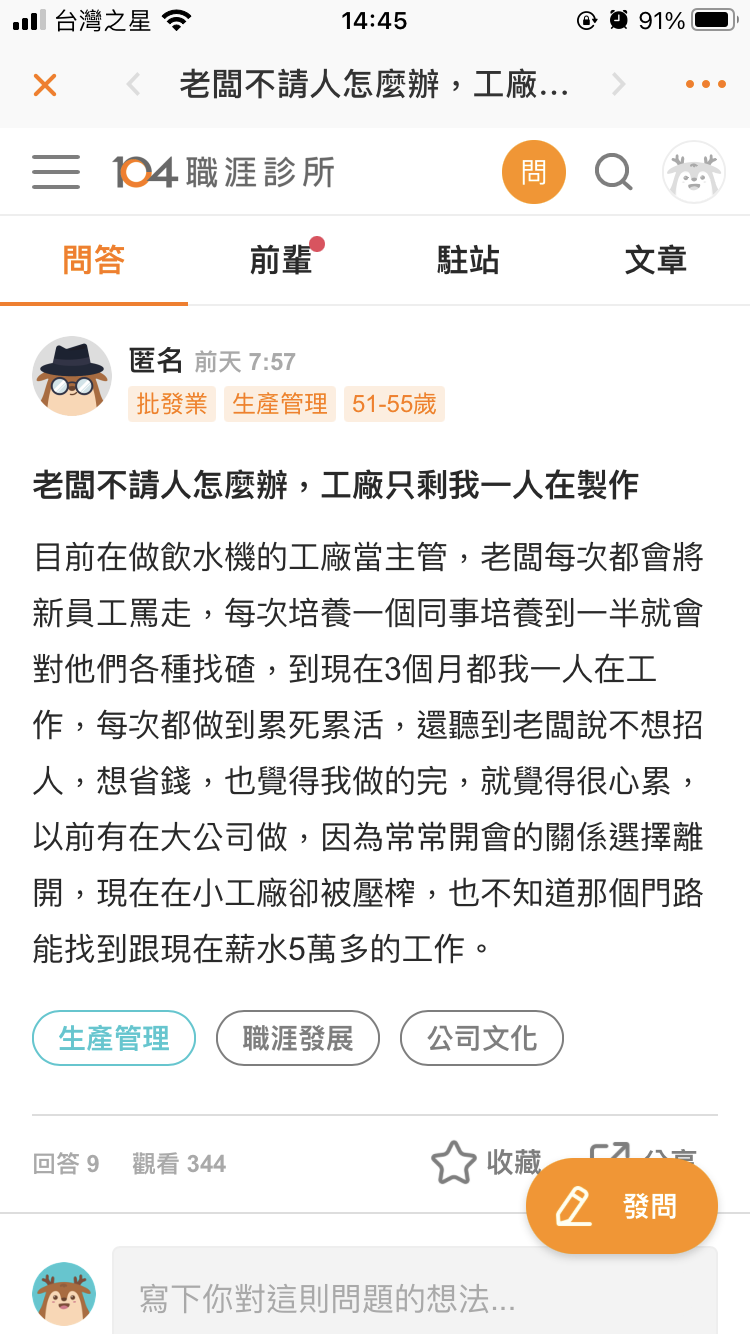 台灣之星
14:45
91%
老闆不請人怎麼辦，工廠...
104 職涯診所
問
問答
前輩
駐站
文章
匿名 前天 7:57
批發業 生產管理 51-55歲
老闆不請人怎麼辦，工廠只剩我一人在製作
目前在做飲水機的工廠當主管，老闆每次都會將
新員工罵走，每次培養一個同事培養到一半就會
對他們各種找碴，到現在3個月都我一人在工
作，每次都做到累死累活，還聽到老闆說不想招
人，想省錢，也覺得我做的完，就覺得很心累，
以前有在大公司做，因為常常開會的關係選擇離
開，現在在小工廠卻被壓榨，也不知道那個門路
能找到跟現在薪水5萬多的工作。
生產管理 職涯發展 公司文化
回答 9 觀看 344 收藏 分享
發問
寫下你對這則問題的想法...